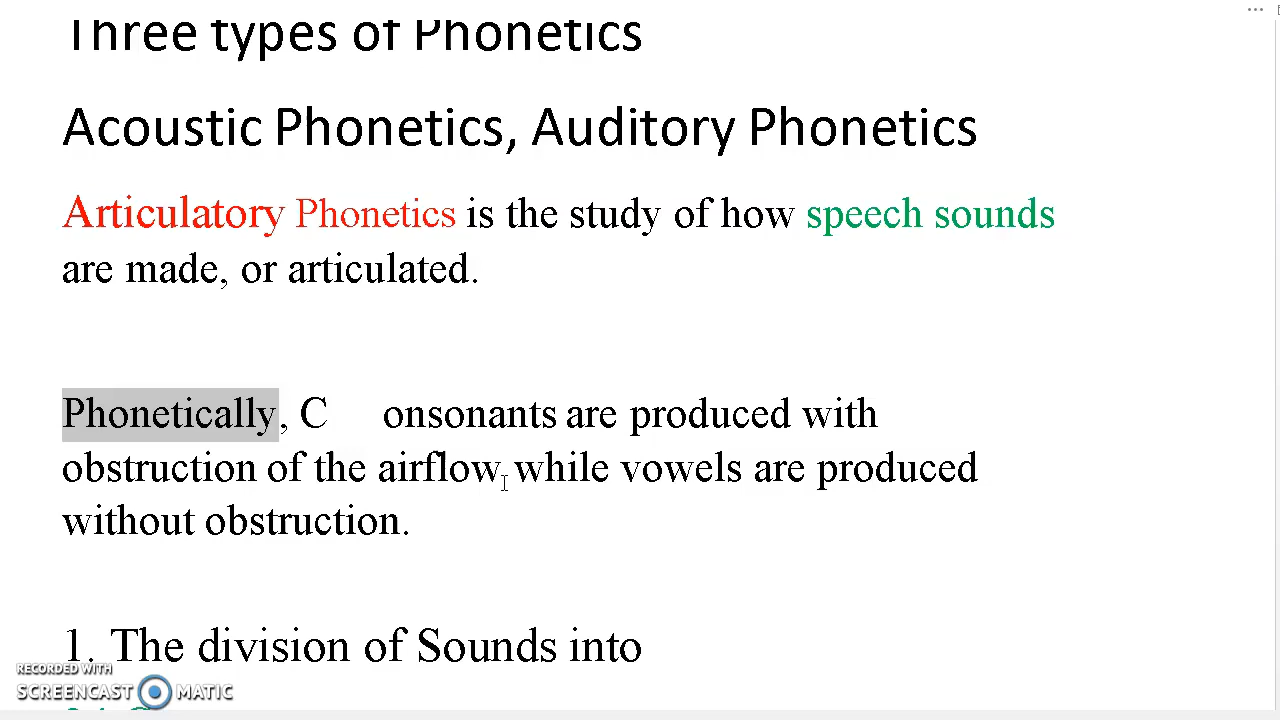 Three types of Phonetics
Acoustic Phonetics, Auditory Phonetics
Articulatory Phonetics is the study of how speech sounds
are made, or articulated.
Phonetically, C onsonants are produced with
obstruction of the airflow, while vowels are produced
without obstruction.
1. The division of Sounds into
RECORDED WITH
SCREENCAST MATIC